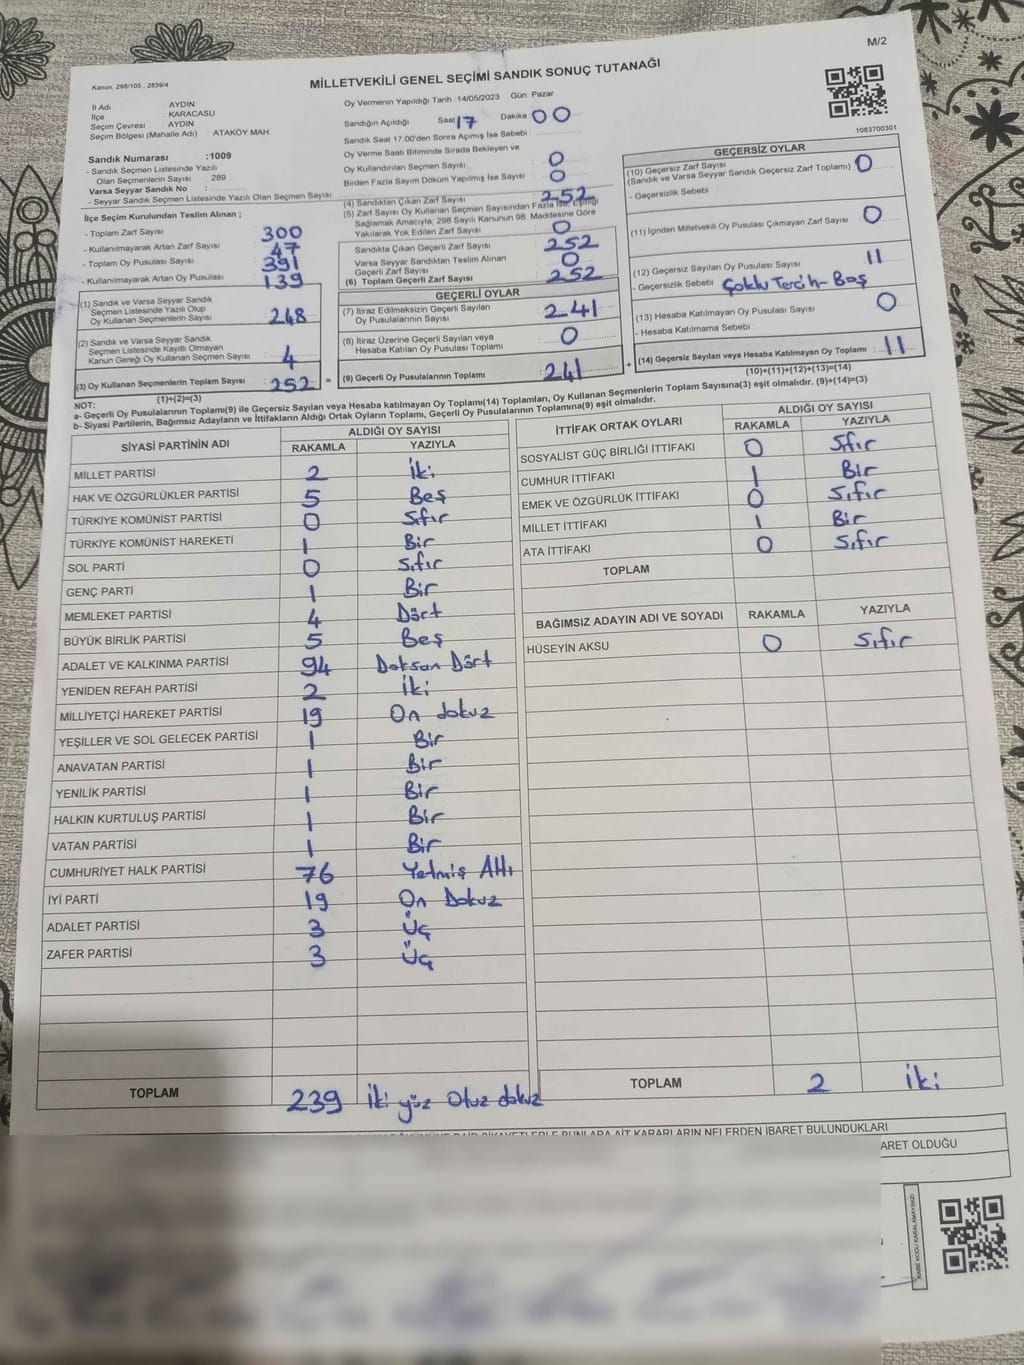 M/2
Kanun; 298/105 , 2839/4
MİLLETVEKİLİ GENEL SEÇİMİ SANDIK SONUÇ TUTANAĞI
1083700301
İl Adı : AYDIN
İlçe : KARACASU
Seçim Çevresi : AYDIN
Seçim Bölgesi (Mahalle Adı) : ATAKÖY MAH
Sandık Numarası :1009
- Sandık Seçmen Listesinde Yazılı
Olan Seçmenlerin Sayısı : 289
Varsa Seyyar Sandık No :
- Seyyar Sandık Seçmen Listesinde Yazılı Olan Seçmen Sayısı
Oy Vermenin Yapıldığı Tarih : 14/05/2023 Gün: Pazar
Sandığın Açıldığı Saat 17 Dakika 00
Sandık Saat 17:00'den Sonra Açımış İse Sebebi :
Oy Verme Saati Bitiminde Sırada Bekleyen ve
Oy Kullandırılan Seçmen Sayısı 0
Birden Fazla Sayım Döküm Yapılmış İse Sayısı 0
İlçe Seçim Kurulundan Teslim Alınan ;
- Toplam Zarf Sayısı : 300
- Kullanılmayarak Artan Zarf Sayısı : 47
- Toplam Oy Pusulası Sayısı : 391
- Kullanılmayarak Artan Oy Pusulası : 139
(1) Sandık ve Varsa Seyyar Sandık
Seçmen Listesinde Yazılı Olup
Oy Kullanan Seçmenlerin Sayısı : 248
(2) Sandık ve Varsa Seyyar Sandık
Seçmen Listesinde Kayıtlı Olmayan
Kanun Gereği Oy Kullanan Seçmen Sayısı : 4
(3) Oy Kullanan Seçmenlerin Toplam Sayısı : 252 =
(1)+(2)=(3)
(4) Sandıktan Çıkan Zarf Sayısı 252
(5) Zarf Sayısı Oy Kullanan Seçmen Sayısından Fazla İse, Eşitliği
Sağlamak Amacıyla, 298 Sayılı Kanunun 98. Maddesine Göre
Yakılarak Yok Edilen Zarf Sayısı 0
Sandıkta Çıkan Geçerli Zarf Sayısı 252
Varsa Seyyar Sandıktan Teslim Alınan
Geçerli Zarf Sayısı 0
(6) Toplam Geçerli Zarf Sayısı : 252
GEÇERLİ OYLAR
(7) İtiraz Edilmeksizin Geçerli Sayılan
Oy Pusulalarının Sayısı : 241
(8) İtiraz Üzerine Geçerli Sayılan veya
Hesaba Katılan Oy Pusulası Toplamı 0
(9) Geçerli Oy Pusulalarının Toplamı : 241 +
GEÇERSİZ OYLAR
(10) Geçersiz Zarf Sayısı
(Sandık ve Varsa Seyyar Sandık Geçersiz Zarf Toplamı) 0
- Geçersizlik Sebebi :
(11) İçinden Milletvekili Oy Pusulası Çıkmayan Zarf Sayısı 0
(12) Geçersiz Sayılan Oy Pusulası Sayısı 11
- Geçersizlik Sebebi : Çoklu Tercih - Boş
(13) Hesaba Katılmayan Oy Pusulası Sayısı 0
- Hesaba Katılmama Sebebi :
(14) Geçersiz Sayılan veya Hesaba Katılmayan Oy Toplamı : 11
(10)+(11)+(12)+(13)=(14)
NOT:
a- Geçerli Oy Pusulalarının Toplamı(9) ile Geçersiz Sayılan veya Hesaba katılmayan Oy Toplamı(14) Toplamları, Oy Kullanan Seçmenlerin Toplam Sayısına(3) eşit olmalıdır. (9)+(14)=(3)
b- Siyasi Partilerin, Bağımsız Adayların ve İttifakların Aldığı Ortak Oyların Toplamı, Geçerli Oy Pusulalarının Toplamına(9) eşit olmalıdır.
SİYASİ PARTİNİN ADI ALDIĞI OY SAYISI
RAKAMLA YAZIYLA
MİLLET PARTİSİ 2 İki
HAK VE ÖZGÜRLÜKLER PARTİSİ 5 Beş
TÜRKİYE KOMÜNİST PARTİSİ 0 Sıfır
TÜRKİYE KOMÜNİST HAREKETİ 1 Bir
SOL PARTİ 0 Sıfır
GENÇ PARTİ 1 Bir
MEMLEKET PARTİSİ 4 Dört
BÜYÜK BİRLİK PARTİSİ 5 Beş
ADALET VE KALKINMA PARTİSİ 94 Doksan Dört
YENİDEN REFAH PARTİSİ 2 İki
MİLLİYETÇİ HAREKET PARTİSİ 19 On dokuz
YEŞİLLER VE SOL GELECEK PARTİSİ 1 Bir
ANAVATAN PARTİSİ 1 Bir
YENİLİK PARTİSİ 1 Bir
HALKIN KURTULUŞ PARTİSİ 1 Bir
VATAN PARTİSİ 1 Bir
CUMHURİYET HALK PARTİSİ 76 Yetmiş Altı
İYİ PARTİ 19 On Dokuz
ADALET PARTİSİ 3 Üç
ZAFER PARTİSİ 3 Üç
TOPLAM 239 İki yüz Otuz dokuz
İTTİFAK ORTAK OYLARI ALDIĞI OY SAYISI
RAKAMLA YAZIYLA
SOSYALİST GÜÇ BİRLİĞİ İTTİFAKI 0 Sıfır
CUMHUR İTTİFAKI 1 Bir
EMEK VE ÖZGÜRLÜK İTTİFAKI 0 Sıfır
MİLLET İTTİFAKI 1 Bir
ATA İTTİFAKI 0 Sıfır
TOPLAM
BAĞIMSIZ ADAYIN ADI VE SOYADI RAKAMLA YAZIYLA
HÜSEYİN AKSU 0 Sıfır
TOPLAM 2 İki
KARARLARIN NELERDEN İBARET BULUNDUKLARI
ARET OLDUĞU
KARE KODU KARALAMAYINIZ!